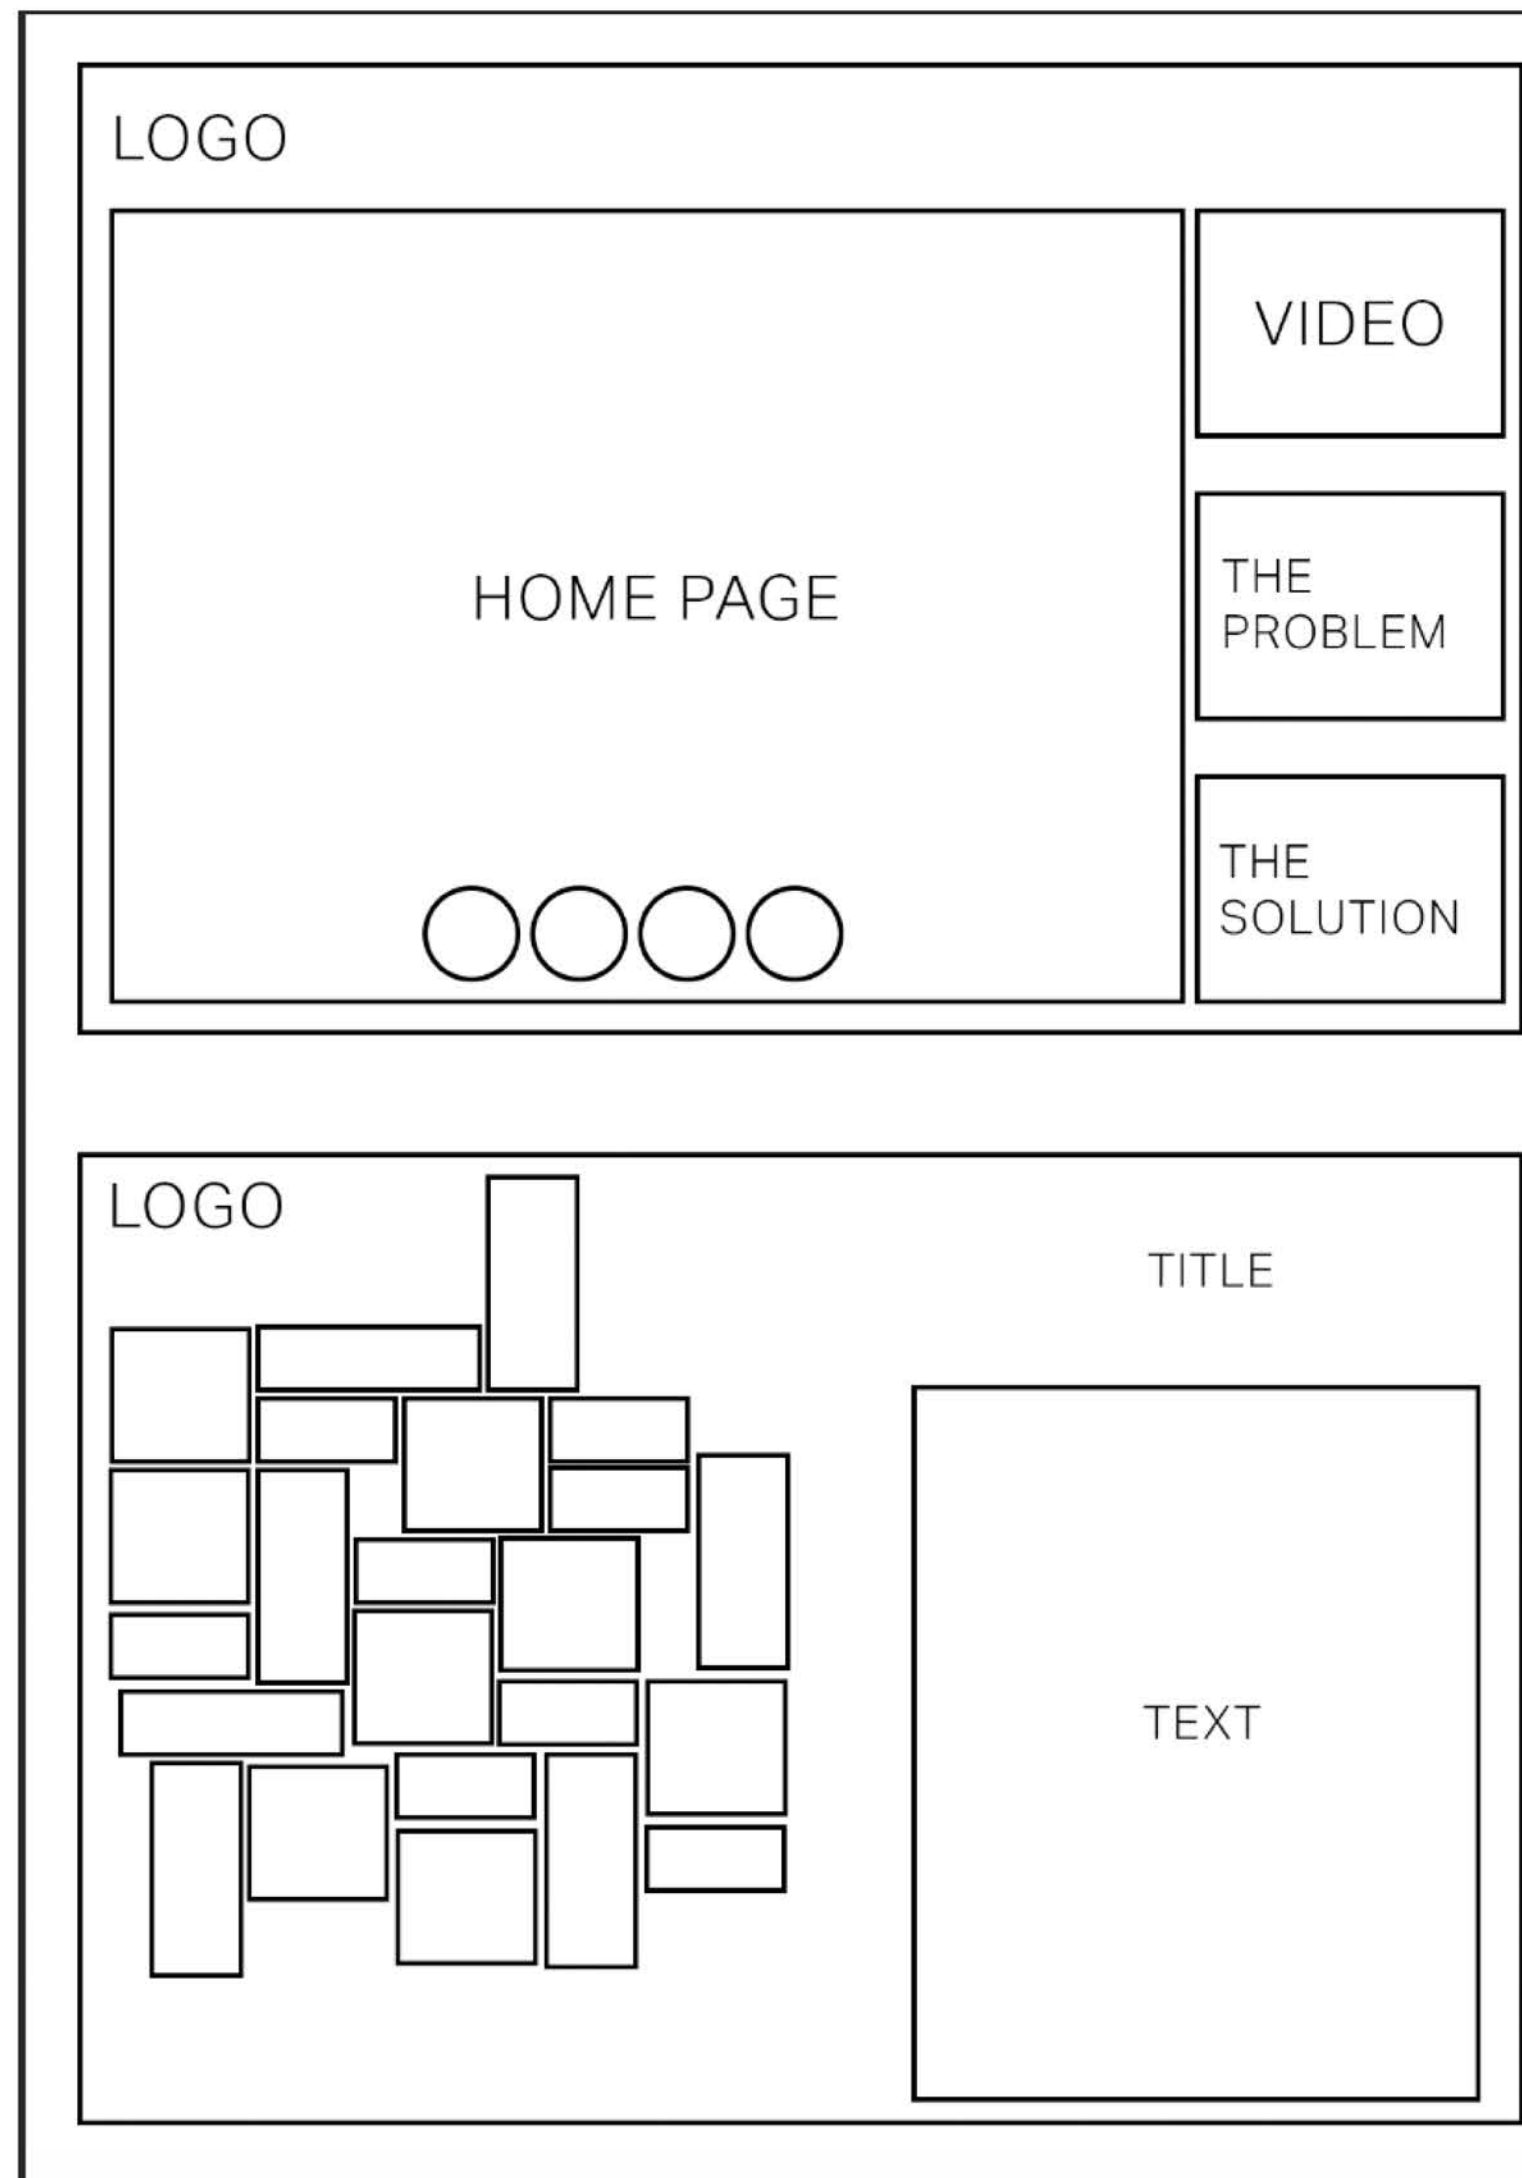 LOGO
VIDEO
HOME PAGE
THE
PROBLEM
THE
SOLUTION
LOGO
TITLE
TEXT